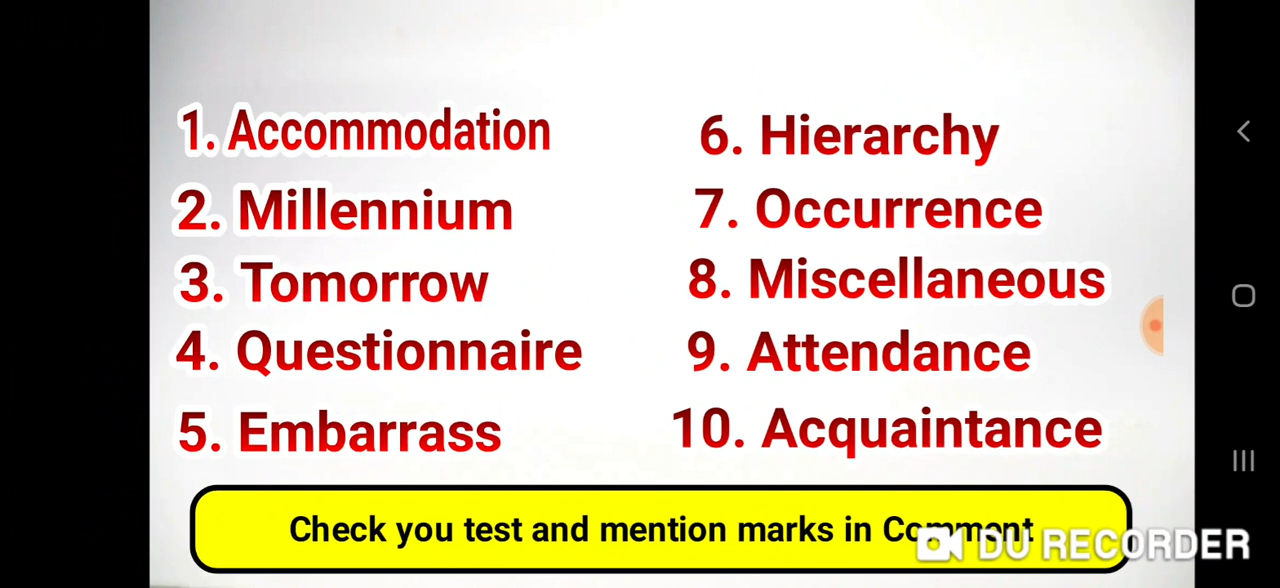 1. Accommodation
2. Millennium
3. Tomorrow
4. Questionnaire
5. Embarrass
6. Hierarchy
7. Occurrence
8. Miscellaneous
9. Attendance
10. Acquaintance
Check you test and mention marks in Comment
DU RECORDER